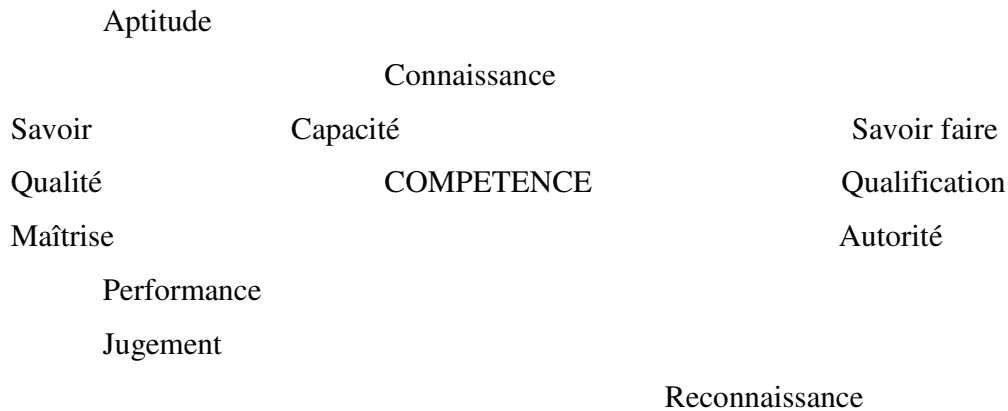 Aptitude
Connaissance
Savoir Capacité Savoir faire
Qualité COMPETENCE Qualification
Maîtrise Autorité
Performance
Jugement
Reconnaissance